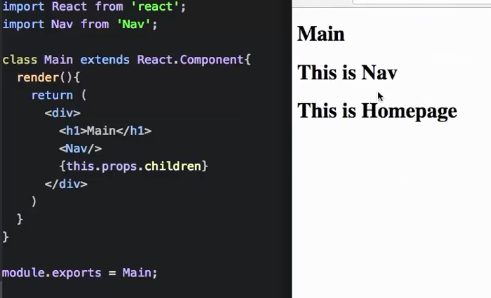 import React from 'react';
import Nav from 'Nav';
class Main extends React.Component{
render(){
return (
<div>
<h1>Main</h1>
<Nav/>
{this.props.children}
</div>
)
}
}
module.exports = Main;
Main
This is Nav
This is Homepage